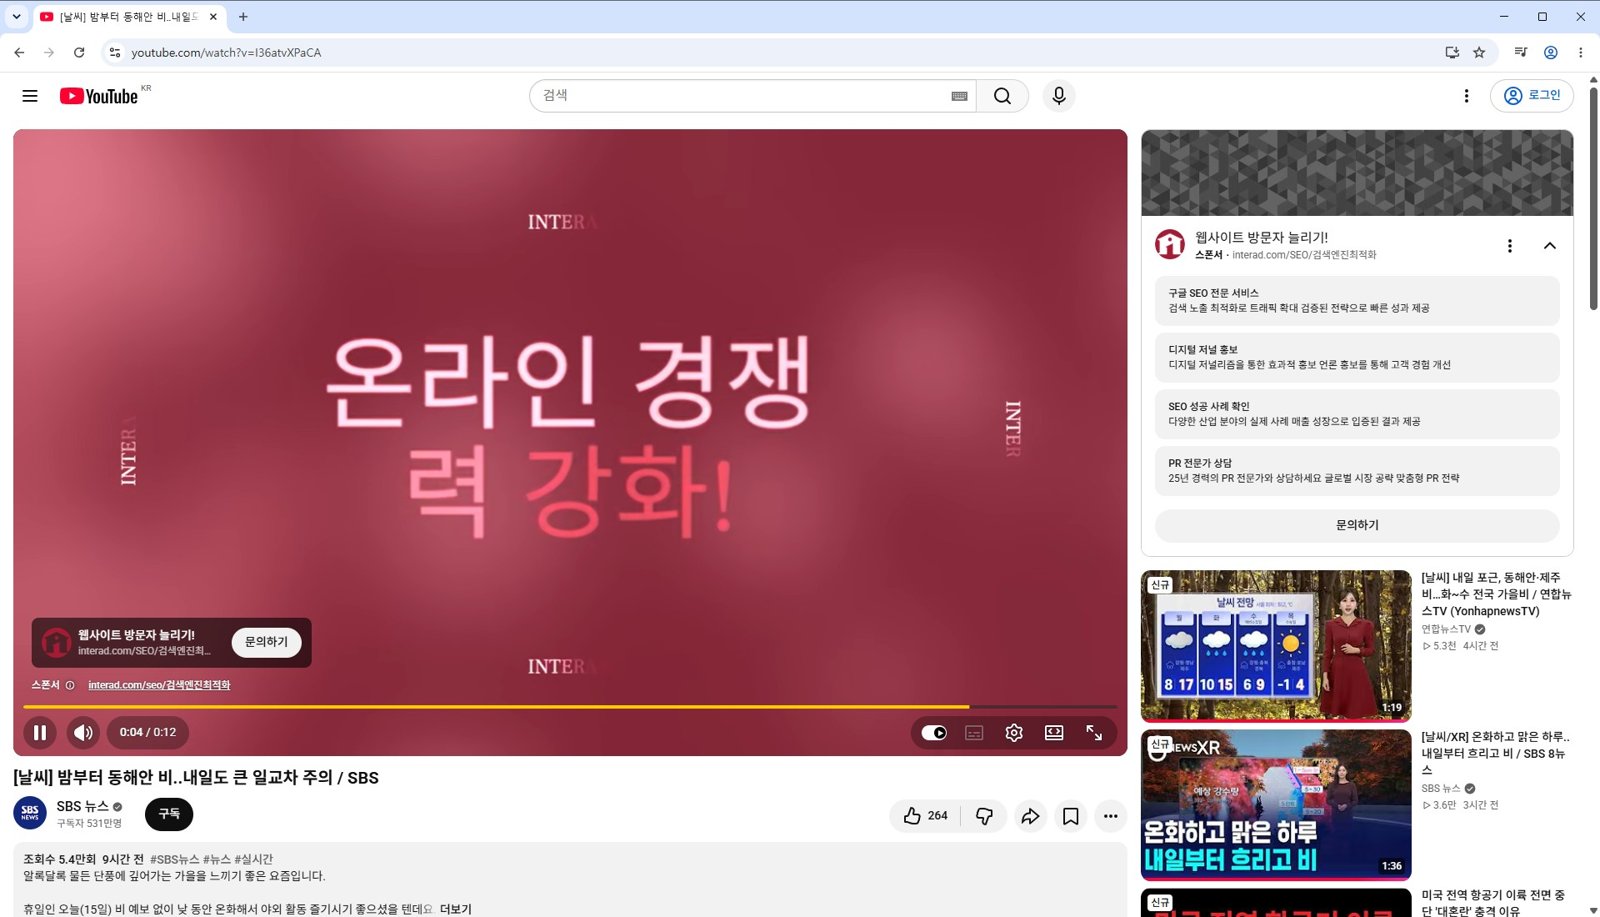 [날씨] 밤부터 동해안 비..내일도
youtube.com/watch?v=I36atvXPaCA
YouTube KR
검색
로그인
INTERA
온라인 경쟁
력 강화!
INTERA
INTER
INTERA
웹사이트 방문자 늘리기!
interad.com/SEO/검색엔진최...
문의하기
스폰서
interad.com/seo/검색엔진최적화
0:04 / 0:12
[날씨] 밤부터 동해안 비..내일도 큰 일교차 주의 / SBS
SBS NEWS
SBS 뉴스
구독자 531만명
구독
264
조회수 5.4만회 9시간 전 #SBS뉴스 #뉴스 #실시간
알록달록 물든 단풍에 깊어가는 가을을 느끼기 좋은 요즘입니다.
휴일인 오늘(15일) 비 예보 없이 낮 동안 온화해서 야외 활동 즐기시기 좋으셨을 텐데요. 더보기
웹사이트 방문자 늘리기!
스폰서 · interad.com/SEO/검색엔진최적화
구글 SEO 전문 서비스
검색 노출 최적화로 트래픽 확대 검증된 전략으로 빠른 성과 제공
디지털 저널 홍보
디지털 저널리즘을 통한 효과적 홍보 언론 홍보를 통해 고객 경험 개선
SEO 성공 사례 확인
다양한 산업 분야의 실제 사례 매출 성장으로 입증된 결과 제공
PR 전문가 상담
25년 경력의 PR 전문가와 상담하세요 글로벌 시장 공략 맞춤형 PR 전략
문의하기
신규
날씨 전망
월 화 수 목
8 17 10 15 6 9 -1 4
1:19
[날씨] 내일 포근, 동해안·제주
비…화~수 전국 가을비 / 연합뉴
스TV (YonhapnewsTV)
연합뉴스TV
5.3천 4시간 전
신규
NEWSXR
예상 강수량
온화하고 맑은 하루
내일부터 흐리고 비
1:36
[날씨/XR] 온화하고 맑은 하루..
내일부터 흐리고 비 / SBS 8뉴
스
SBS 뉴스
3.6만 3시간 전
신규
미국 전역 항공기 이륙 전면 중
단 '대혼란' 충격 이유